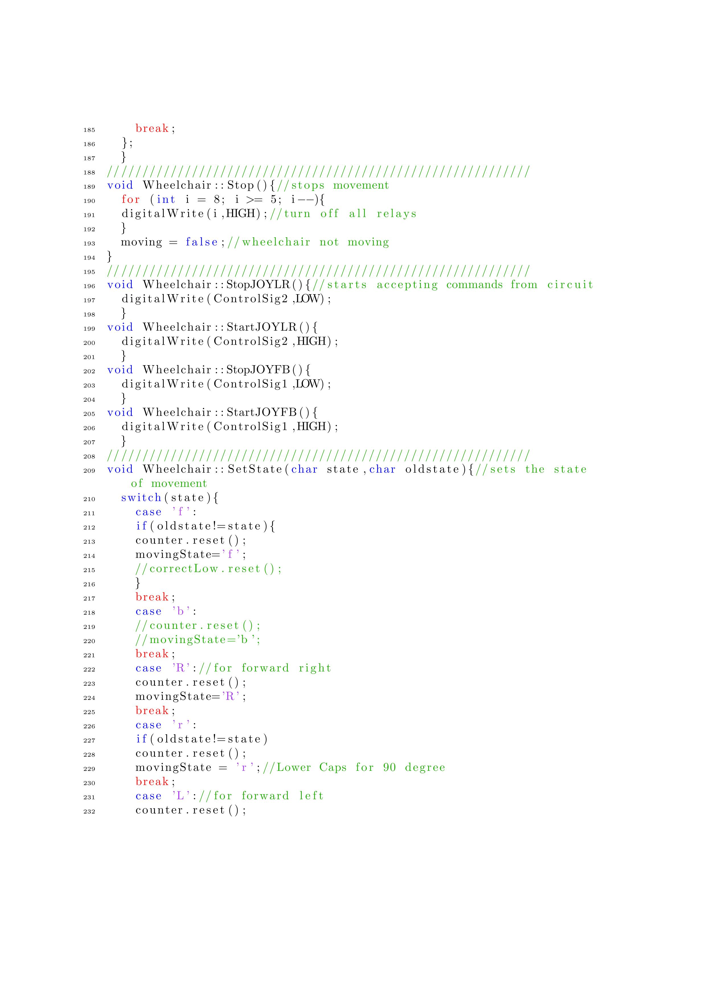 185 break;
186 };
187 }
188 ////////////////////////////////////////////////////////////
189 void Wheelchair::Stop(){//stops movement
190 for (int i = 8; i >= 5; i--){
191 digitalWrite(i,HIGH);//turn off all relays
192 }
193 moving = false;//wheelchair not moving
194 }
195 ////////////////////////////////////////////////////////////
196 void Wheelchair::StopJOYLR(){//starts accepting commands from circuit
197 digitalWrite(ControlSig2,LOW);
198 }
199 void Wheelchair::StartJOYLR(){
200 digitalWrite(ControlSig2,HIGH);
201 }
202 void Wheelchair::StopJOYFB(){
203 digitalWrite(ControlSig1,LOW);
204 }
205 void Wheelchair::StartJOYFB(){
206 digitalWrite(ControlSig1,HIGH);
207 }
208 ////////////////////////////////////////////////////////////
209 void Wheelchair::SetState(char state,char oldstate){//sets the state
of movement
210 switch(state){
211 case 'f':
212 if(oldstate!=state){
213 counter.reset();
214 movingState='f';
215 //correctLow.reset();
216 }
217 break;
218 case 'b':
219 //counter.reset();
220 //movingState='b';
221 break;
222 case 'R'://for forward right
223 counter.reset();
224 movingState='R';
225 break;
226 case 'r':
227 if(oldstate!=state)
228 counter.reset();
229 movingState = 'r';//Lower Caps for 90 degree
230 break;
231 case 'L'://for forward left
232 counter.reset();